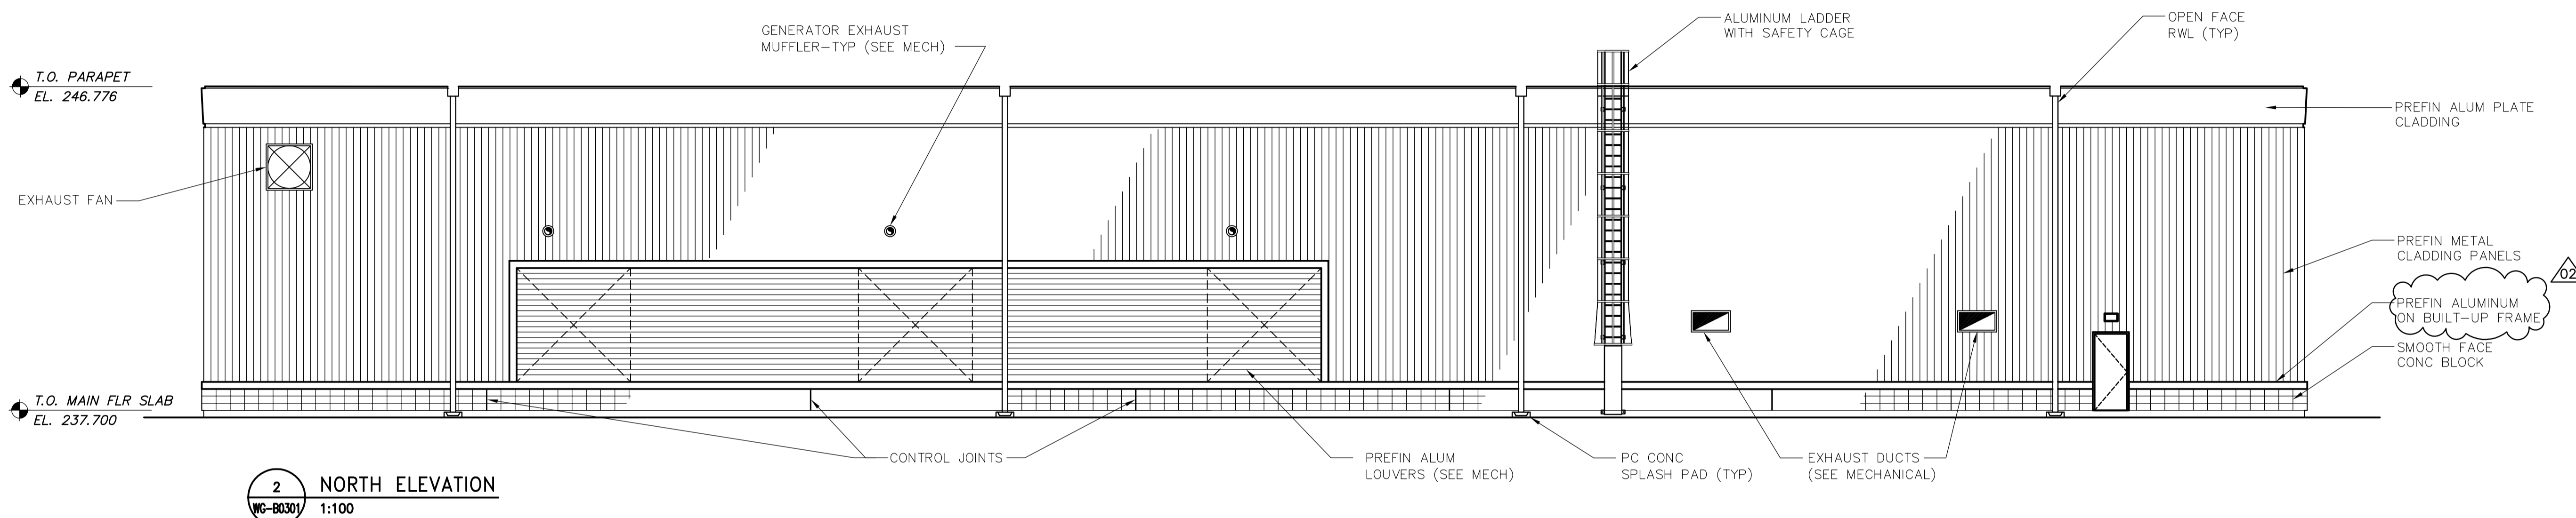 GENERATOR EXHAUST
MUFFLER-TYP (SEE MECH)
ALUMINUM LADDER
WITH SAFETY CAGE
OPEN FACE
RWL (TYP)
T.O. PARAPET
EL. 246.776
PREFIN ALUM PLATE
CLADDING
EXHAUST FAN
PREFIN METAL
CLADDING PANELS
02
PREFIN ALUMINUM
ON BUILT-UP FRAME
SMOOTH FACE
CONC BLOCK
T.O. MAIN FLR SLAB
EL. 237.700
CONTROL JOINTS
PREFIN ALUM
LOUVERS (SEE MECH)
PC CONC
SPLASH PAD (TYP)
EXHAUST DUCTS
(SEE MECHANICAL)
2
WG-B0301
NORTH ELEVATION
1:100